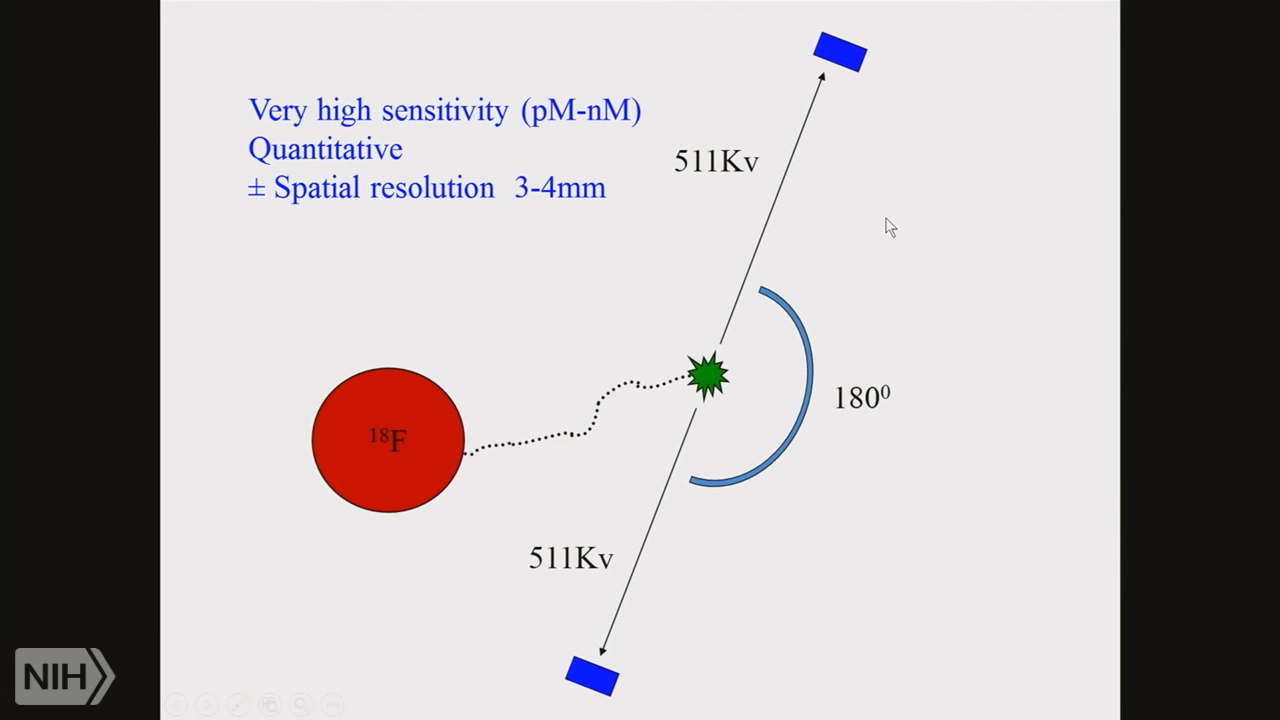 Very high sensitivity (pM-nM)
Quantitative
± Spatial resolution 3-4mm
511Kv
180⁰
¹⁸F
511Kv
NIH